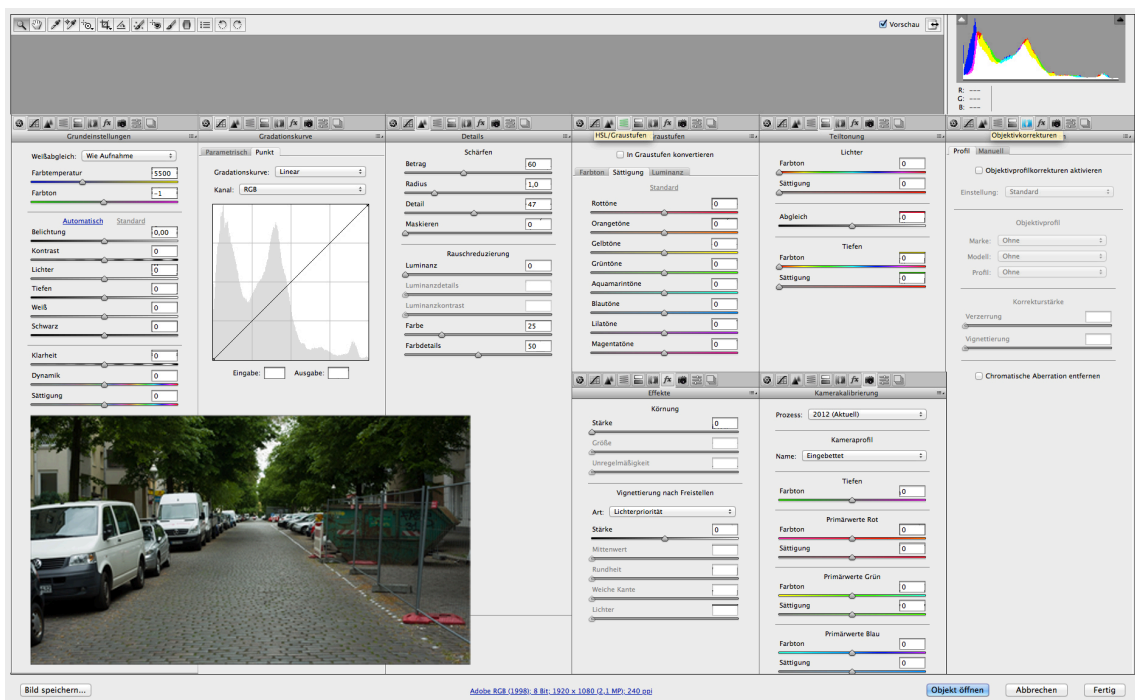 Vorschau
R: ---
G: ---
B: ---
Grundeinstellungen
Weißabgleich: Wie Aufnahme
Farbtemperatur 5500
Farbton -1
Automatisch Standard
Belichtung 0,00
Kontrast 0
Lichter 0
Tiefen 0
Weiß 0
Schwarz 0
Klarheit 0
Dynamik 0
Sättigung 0
Gradationskurve
Parametrisch Punkt
Gradationskurve: Linear
Kanal: RGB
Eingabe: Ausgabe:
Details
Schärfen
Betrag 60
Radius 1,0
Detail 47
Maskieren 0
Rauschreduzierung
Luminanz 0
Luminanzdetails
Luminanzkontrast
Farbe 25
Farbdetails 50
HSL/Graustufen
raustufen
In Graustufen konvertieren
Farbton Sättigung Luminanz
Standard
Rottöne 0
Orangetöne 0
Gelbtöne 0
Grüntöne 0
Aquamarintöne 0
Blautöne 0
Lilatöne 0
Magentatöne 0
Teiltonung
Lichter
Farbton 0
Sättigung 0
Abgleich 0
Tiefen
Farbton 0
Sättigung 0
Objektivkorrekturen
Profil Manuell
Objektivprofilkorrekturen aktivieren
Einstellung: Standard
Objektivprofil
Marke: Ohne
Modell: Ohne
Profil: Ohne
Korrekturstärke
Verzerrung
Vignettierung
Chromatische Aberration entfernen
Effekte
Körnung
Stärke 0
Größe
Unregelmäßigkeit
Vignettierung nach Freistellen
Art: Lichterpriorität
Stärke 0
Mittenwert
Rundheit
Weiche Kante
Lichter
Kamerakalibrierung
Prozess: 2012 (Aktuell)
Kameraprofil
Name: Eingebettet
Tiefen
Farbton 0
Primärwerte Rot
Farbton 0
Sättigung 0
Primärwerte Grün
Farbton 0
Sättigung 0
Primärwerte Blau
Farbton 0
Sättigung 0
Bild speichern...
Adobe RGB (1998); 8 Bit; 1920 x 1080 (2,1 MP); 240 ppi
Objekt öffnen
Abbrechen
Fertig